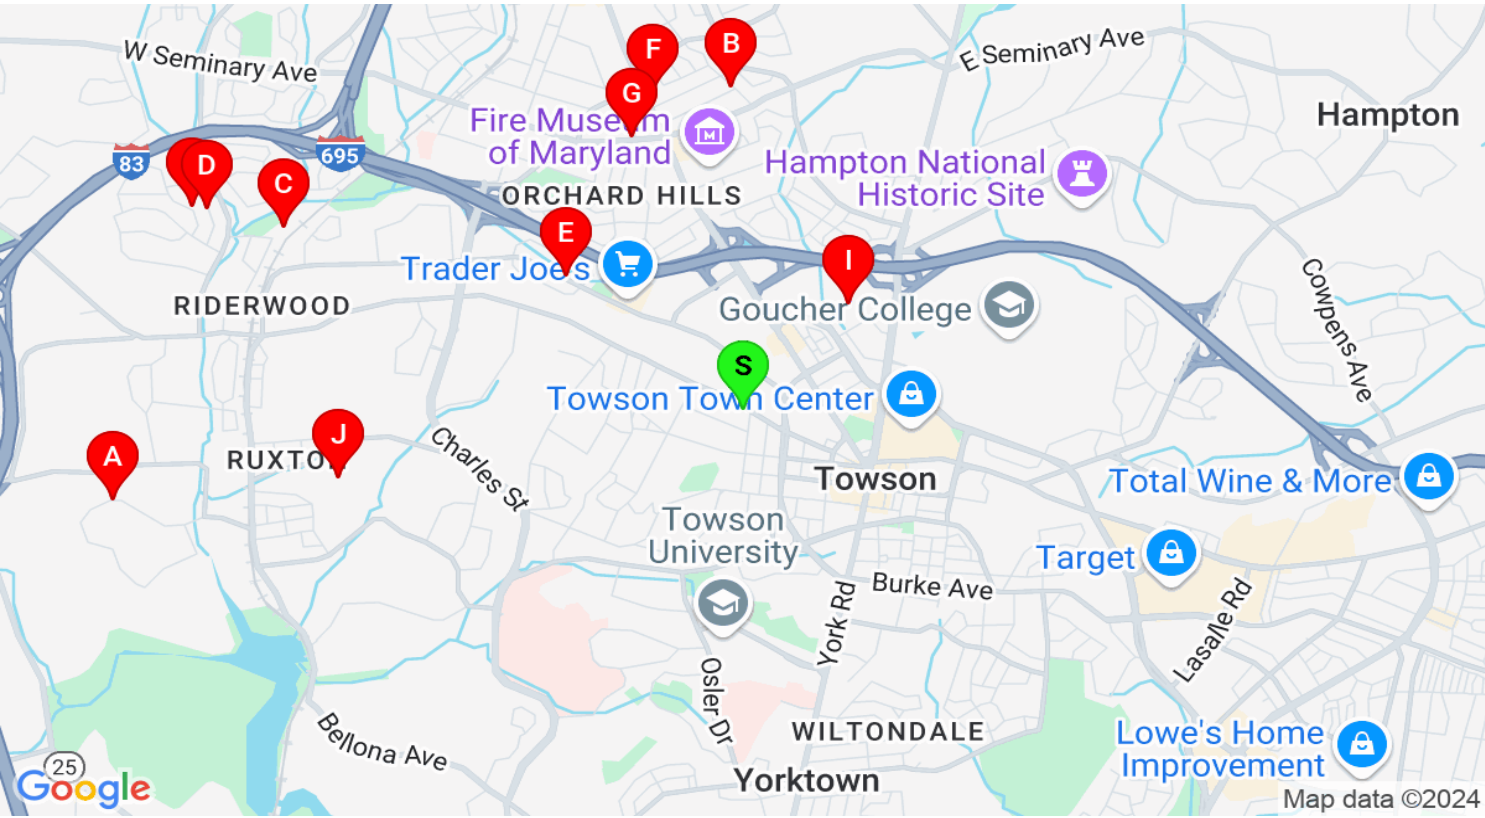 W Seminary Ave
F
B
E Seminary Ave
G
Fire Museum
of Maryland
M
Hampton
83
695
D
C
Hampton National
Historic Site
ORCHARD HILLS
E
Trader Joe's
I
Goucher College
RIDERWOOD
Cowpens Ave
S
Towson Town Center
A
J
RUXTON
Charles St
Towson
Total Wine & More
Towson
University
Target
Burke Ave
York Rd
Lasalle Rd
Osler Dr
Bellona Ave
WILTONDALE
Lowe's Home
Improvement
25
Yorktown
Google
Map data ©2024